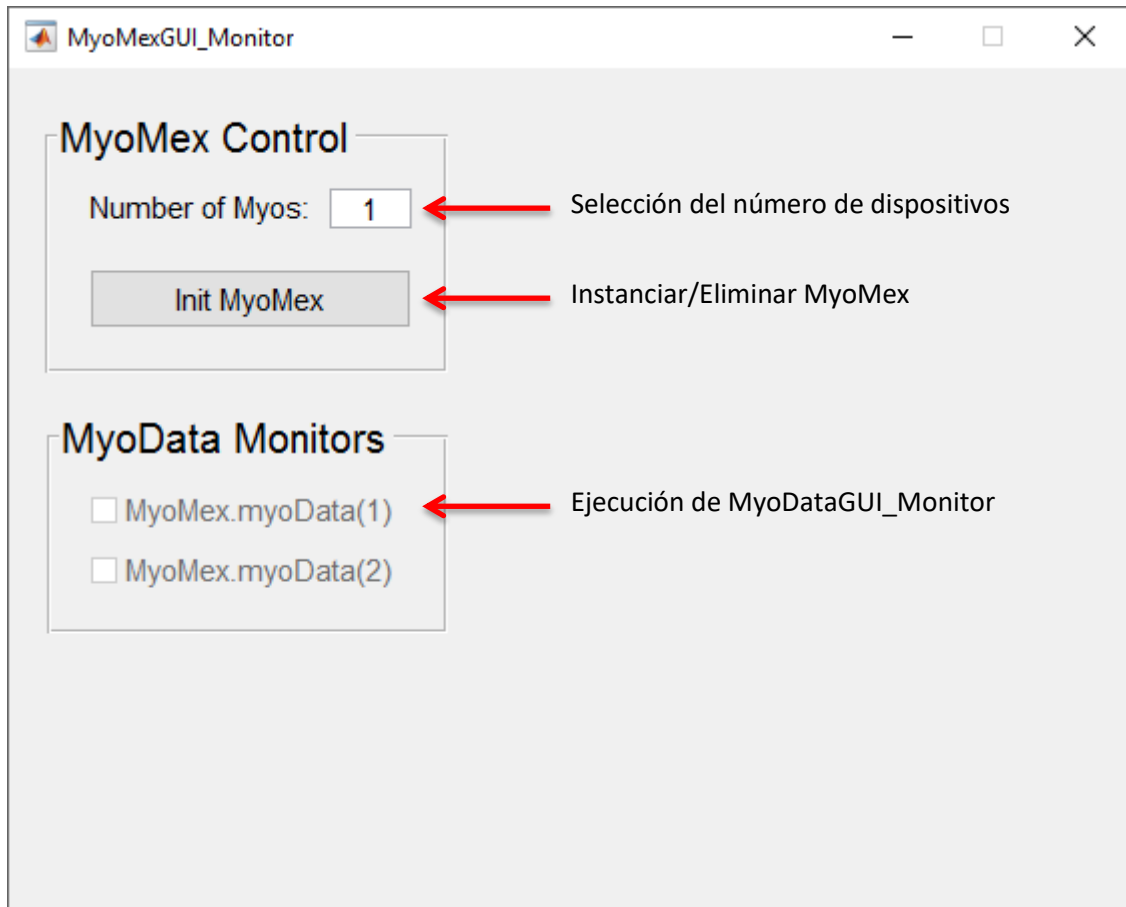 MyoMexGUI_Monitor
MyoMex Control
Number of Myos: 1
Selección del número de dispositivos
Init MyoMex
Instanciar/Eliminar MyoMex
MyoData Monitors
MyoMex.myoData(1)
Ejecución de MyoDataGUI_Monitor
MyoMex.myoData(2)